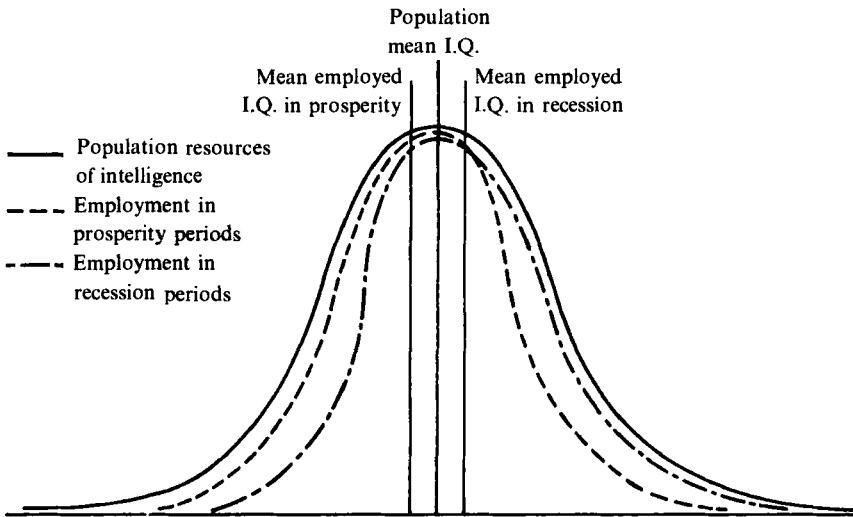 Population
mean I.Q.
Mean employed
I.Q. in prosperity
Mean employed
I.Q. in recession
Population resources
of intelligence
Employment in
prosperity periods
Employment in
recession periods